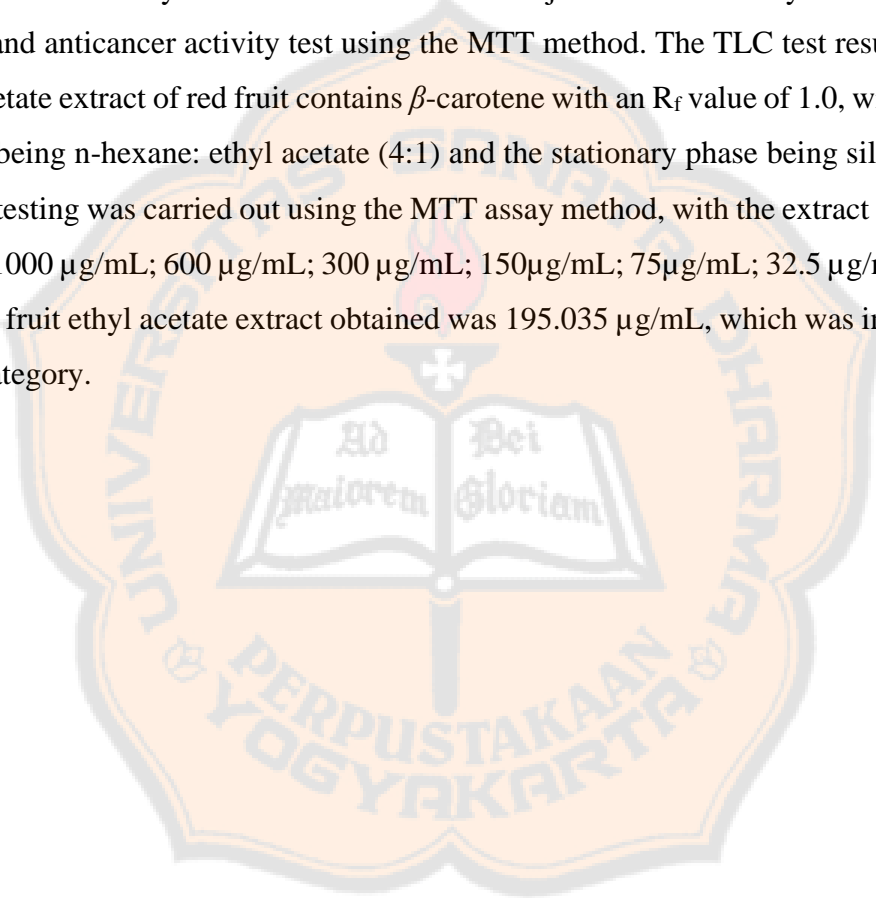 and anticancer activity test using the MTT method. The TLC test resu
etate extract of red fruit contains β-carotene with an Rf value of 1.0, w
being n-hexane: ethyl acetate (4:1) and the stationary phase being sil
testing was carried out using the MTT assay method, with the extract
1000 µg/mL; 600 µg/mL; 300 µg/mL; 150µg/mL; 75µg/mL; 32.5 µg/
fruit ethyl acetate extract obtained was 195.035 µg/mL, which was in
ategory.
UNIVERSITAS SANATA DHARMA
Ad Dei
maiorem Gloriam
PERPUSTAKAAN
YOGYAKARTA